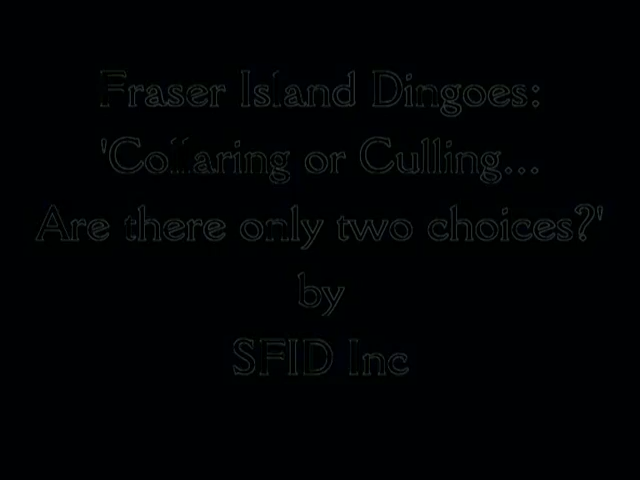 Fraser Island Dingoes:
'Collaring or Culling...
Are there only two choices?'
by
SFID Inc